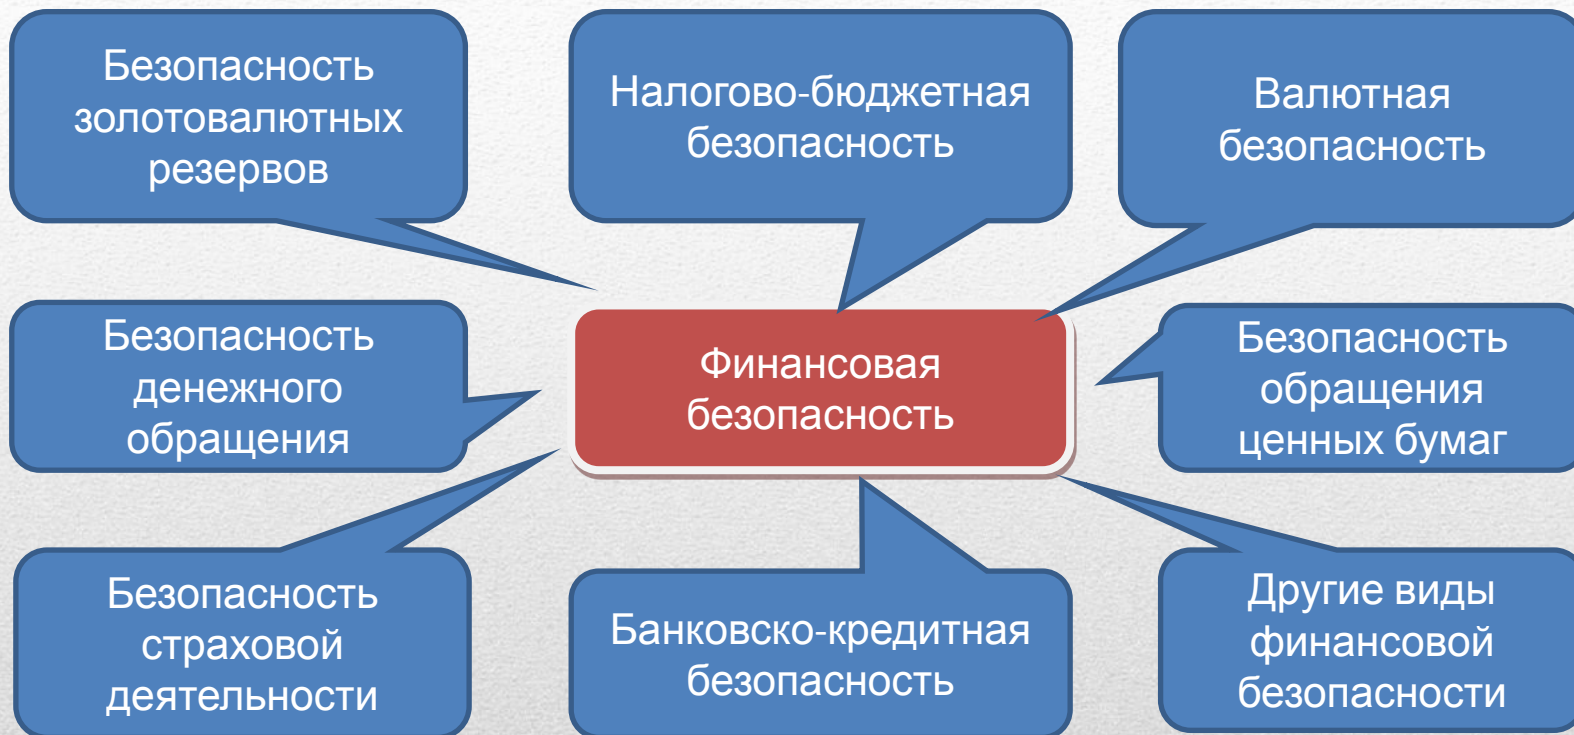 Безопасность
золотовалютных
резервов
Налогово-бюджетная
безопасность
Валютная
безопасность
Безопасность
денежного
обращения
Финансовая
безопасность
Безопасность
обращения
ценных бумаг
Безопасность
страховой
деятельности
Банковско-кредитная
безопасность
Другие виды
финансовой
безопасности